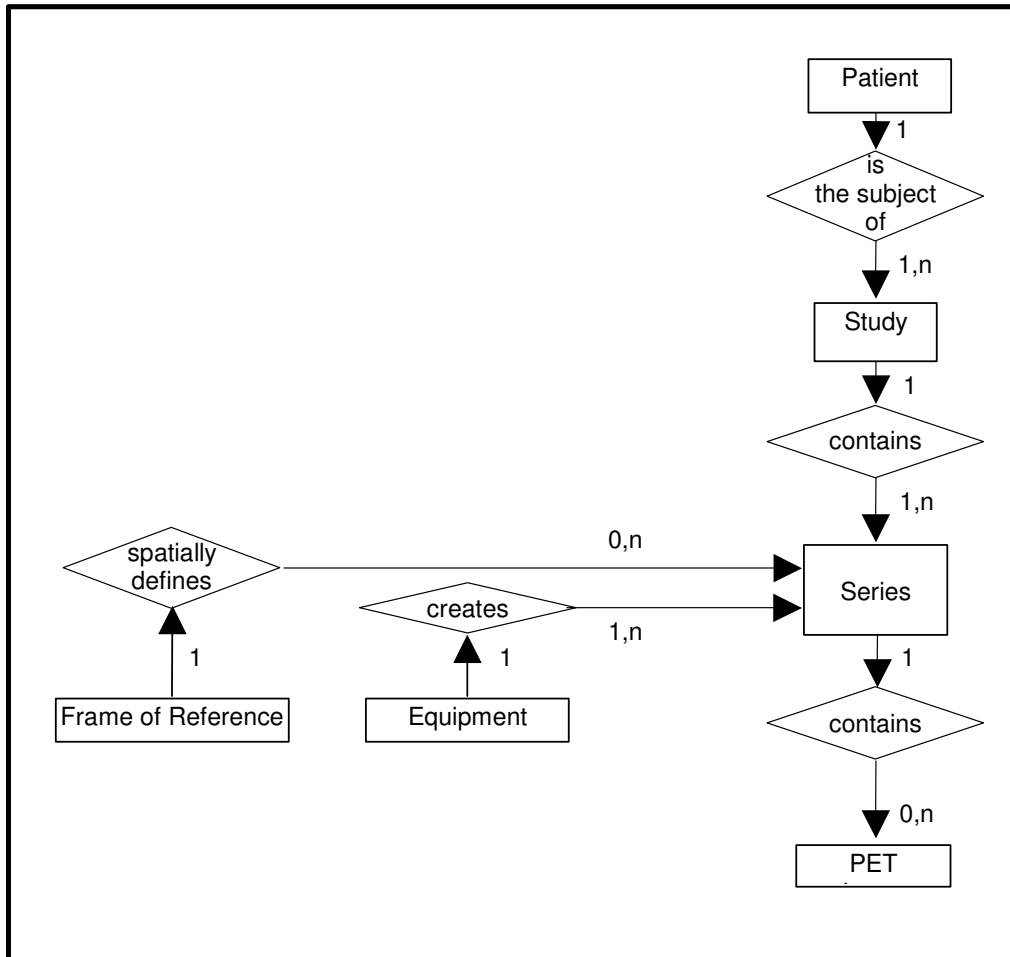 Patient
1
is
the subject
of
1,n
Study
1
contains
1,n
spatially
defines
0,n
Series
creates
1,n
1
1
1
Frame of Reference
Equipment
contains
0,n
PET